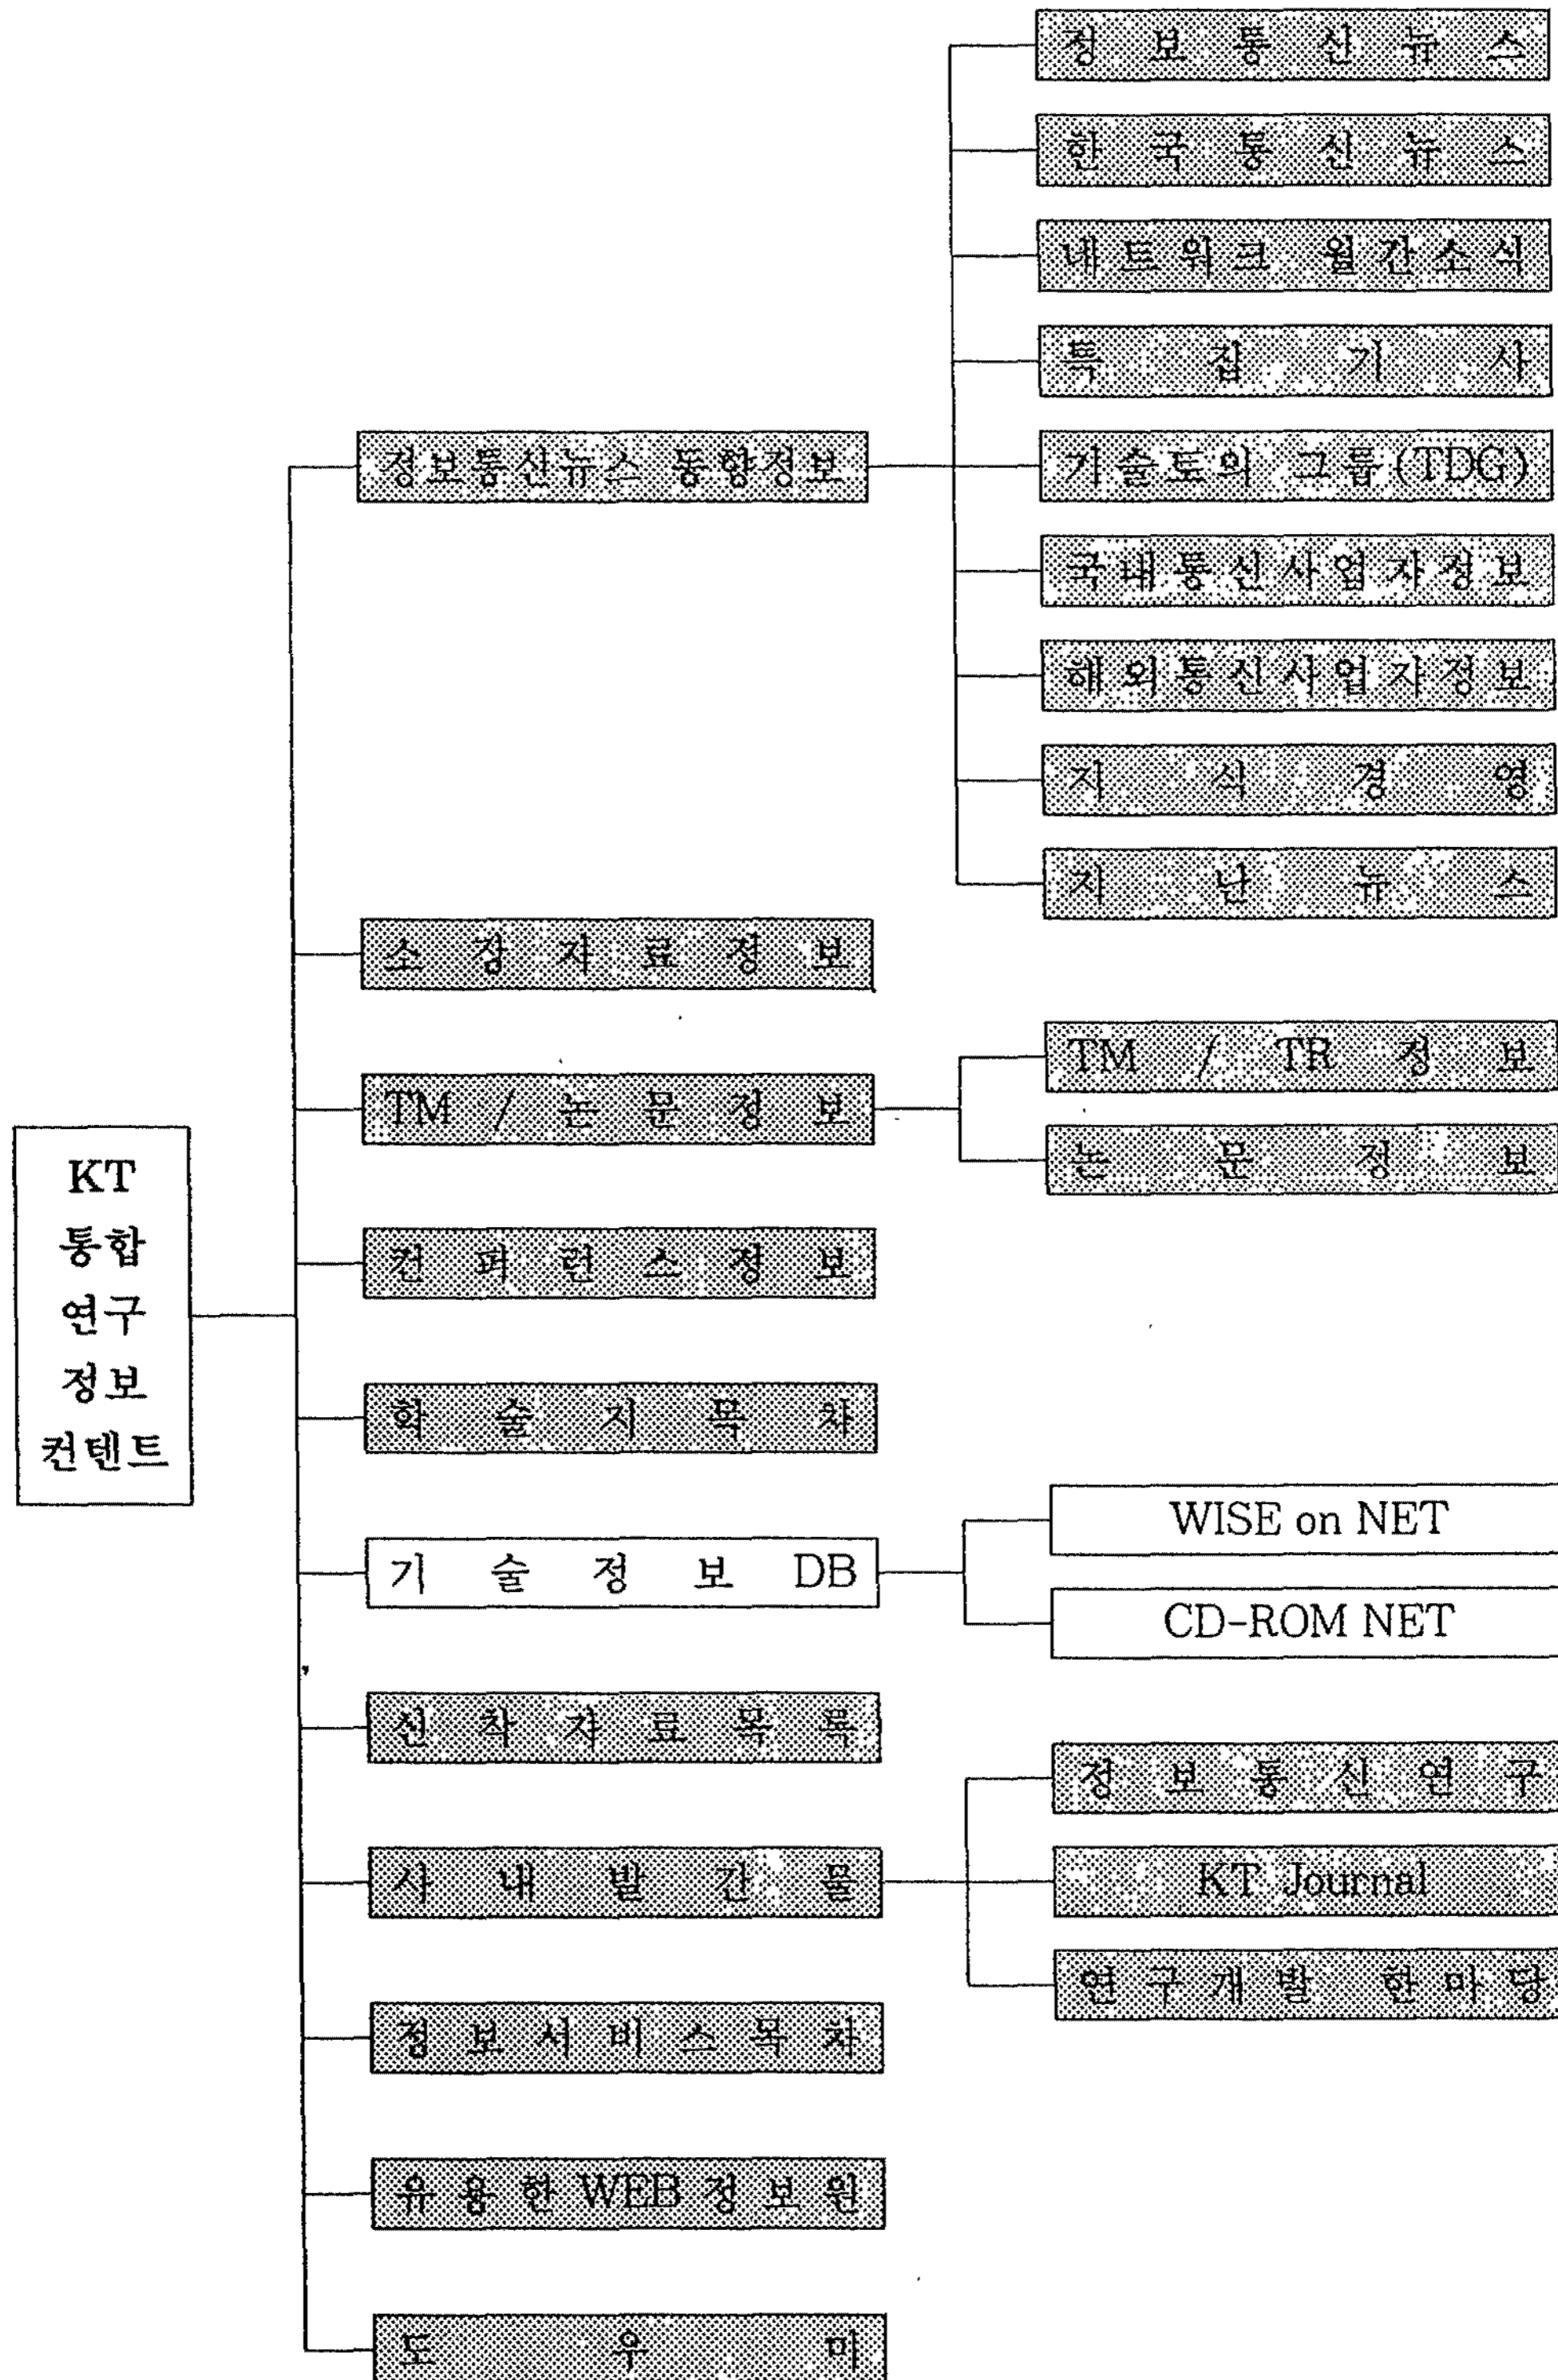 정보통신뉴스
한국통신뉴스
네트워크 월간소식
특집기사
정보통신뉴스 동향정보
기술토의 그룹(TDG)
국내통신사업자정보
해외통신사업자정보
지식경영
지난뉴스
소장자료정보
TM / TR 정보
TM / 논문정보
논문정보
KT
통합
연구
정보
컨텐트
컨퍼런스정보
학술지목차
WISE on NET
기술정보 DB
CD-ROM NET
신착자료목록
정보통신연구
사내발간물
KT Journal
연구개발 한마당
정보서비스목차
유용한 WEB 정보원
도우미